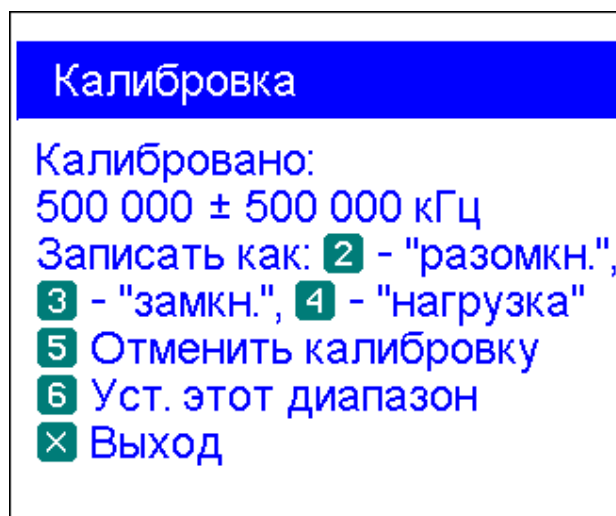 Калибровка
Калибровано:
500 000 ± 500 000 кГц
Записать как: 2 - "разомкн.",
3 - "замкн.", 4 - "нагрузка"
5 Отменить калибровку
6 Уст. этот диапазон
× Выход